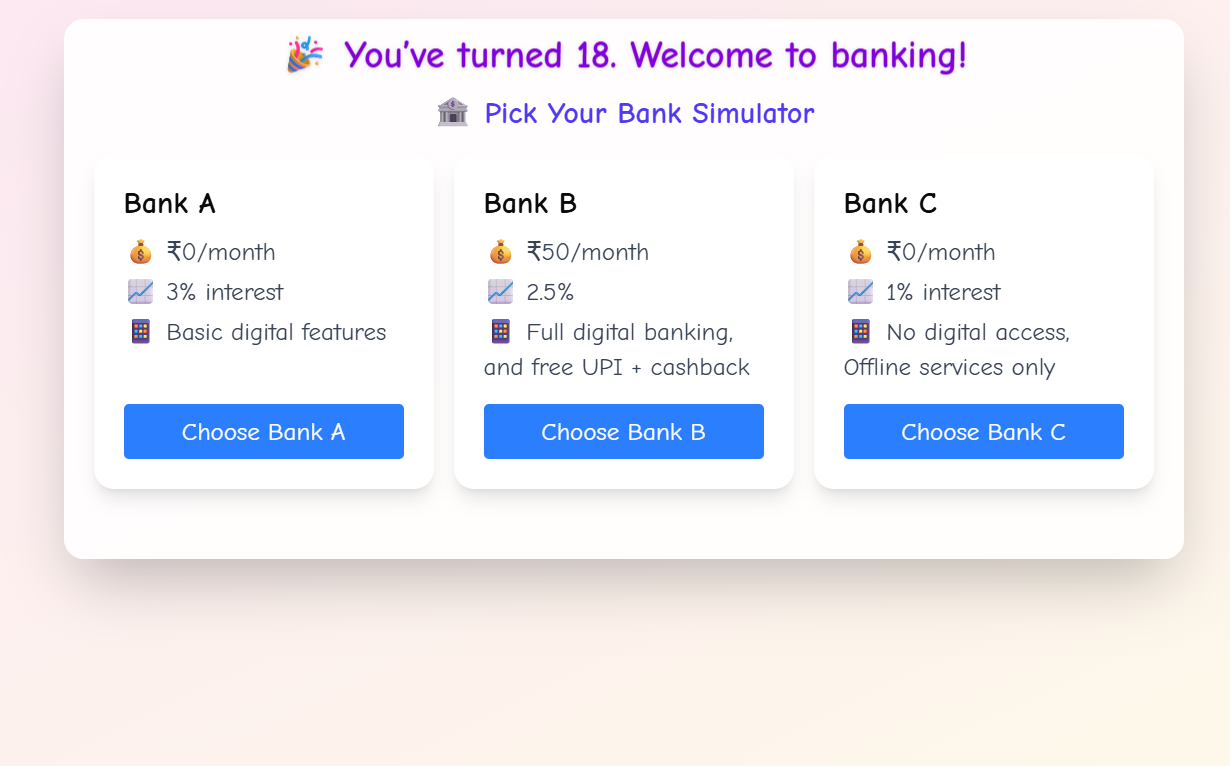 🎉 You've turned 18. Welcome to banking!
🏦 Pick Your Bank Simulator
Bank A
💰 ₹0/month
📈 3% interest
📱 Basic digital features
Choose Bank A
Bank B
💰 ₹50/month
📈 2.5%
📱 Full digital banking,
and free UPI + cashback
Choose Bank B
Bank C
💰 ₹0/month
📈 1% interest
📱 No digital access,
Offline services only
Choose Bank C